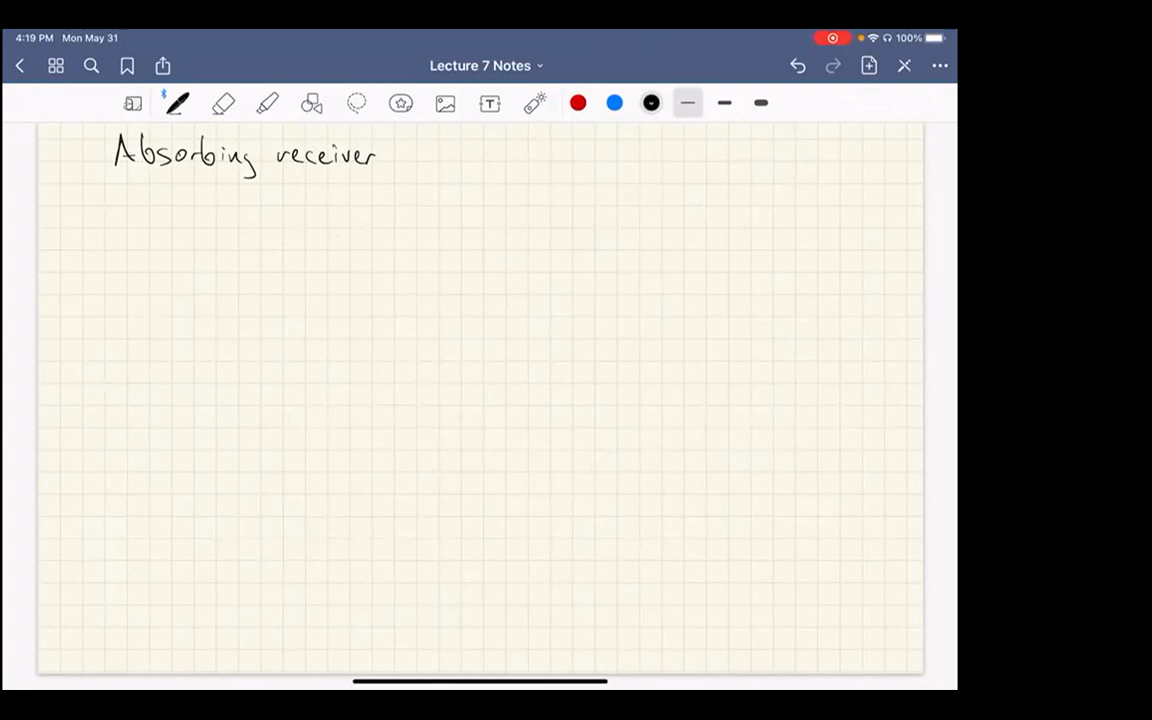 4:19 PM Mon May 31
100%
Lecture 7 Notes
T
Absorbing receiver